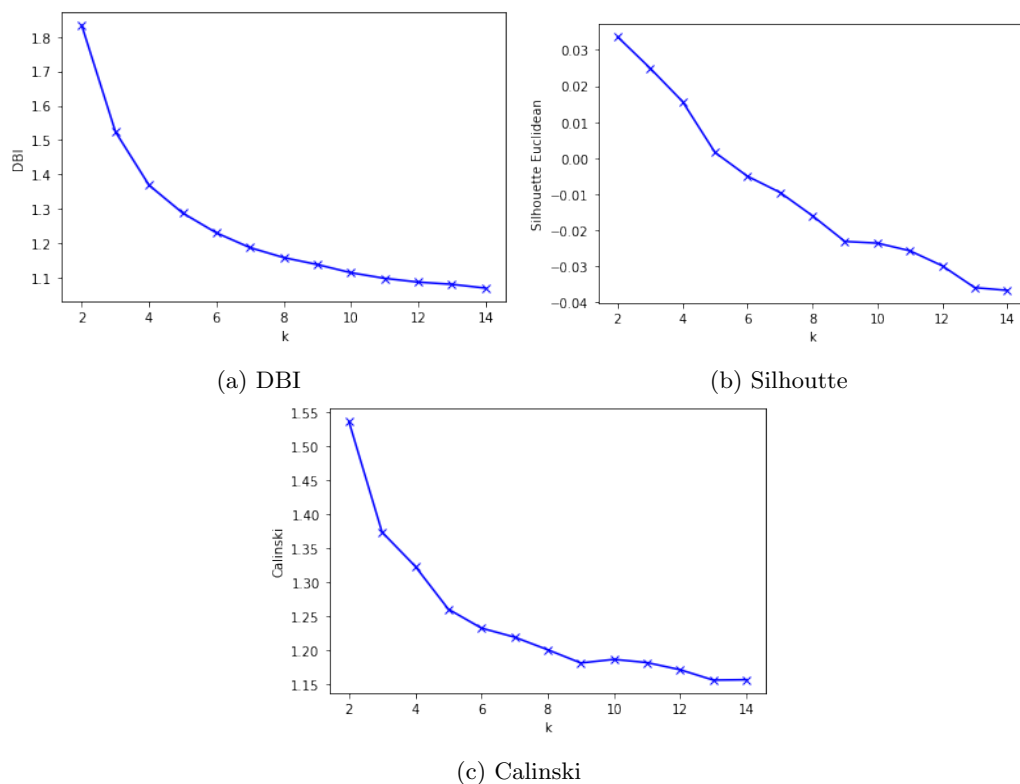 1.8
1.7
1.6
1.5
1.4
1.3
1.2
1.1
DBI
2 4 6 8 10 12 14
k
(a) DBI
0.03
0.02
0.01
0.00
−0.01
−0.02
−0.03
−0.04
Silhouette Euclidean
2 4 6 8 10 12 14
k
(b) Silhoutte
1.55
1.50
1.45
1.40
1.35
1.30
1.25
1.20
1.15
Calinski
2 4 6 8 10 12 14
k
(c) Calinski